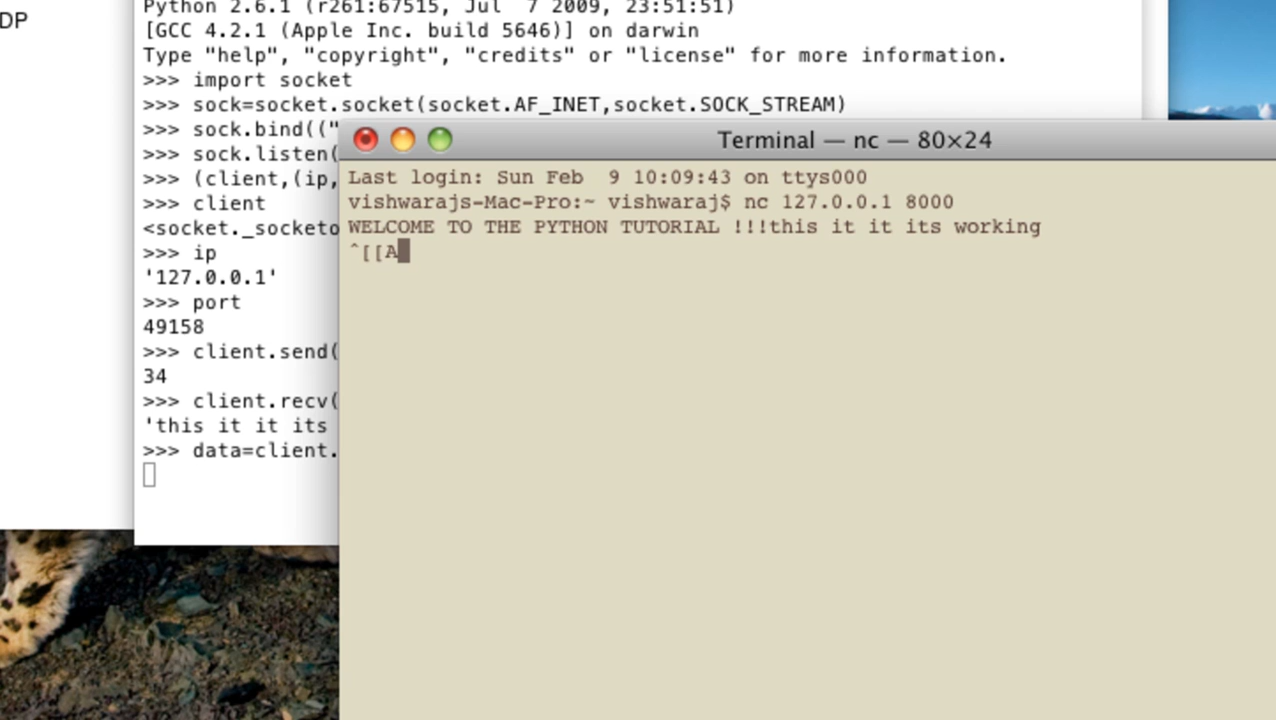 DP
Python 2.6.1 (r261:67515, Jul  7 2009, 23:51:51)
[GCC 4.2.1 (Apple Inc. build 5646)] on darwin
Type "help", "copyright", "credits" or "license" for more information.
>>> import socket
>>> sock=socket.socket(socket.AF_INET,socket.SOCK_STREAM)
>>> sock.bind(("
>>> sock.listen(
>>> (client,(ip,
>>> client
<socket._socketo
>>> ip
'127.0.0.1'
>>> port
49158
>>> client.send(
34
>>> client.recv(
'this it it its
>>> data=client.
Terminal — nc — 80×24
Last login: Sun Feb  9 10:09:43 on ttys000
vishwarajs-Mac-Pro:~ vishwaraj$ nc 127.0.0.1 8000
WELCOME TO THE PYTHON TUTORIAL !!!this it it its working
^[[A